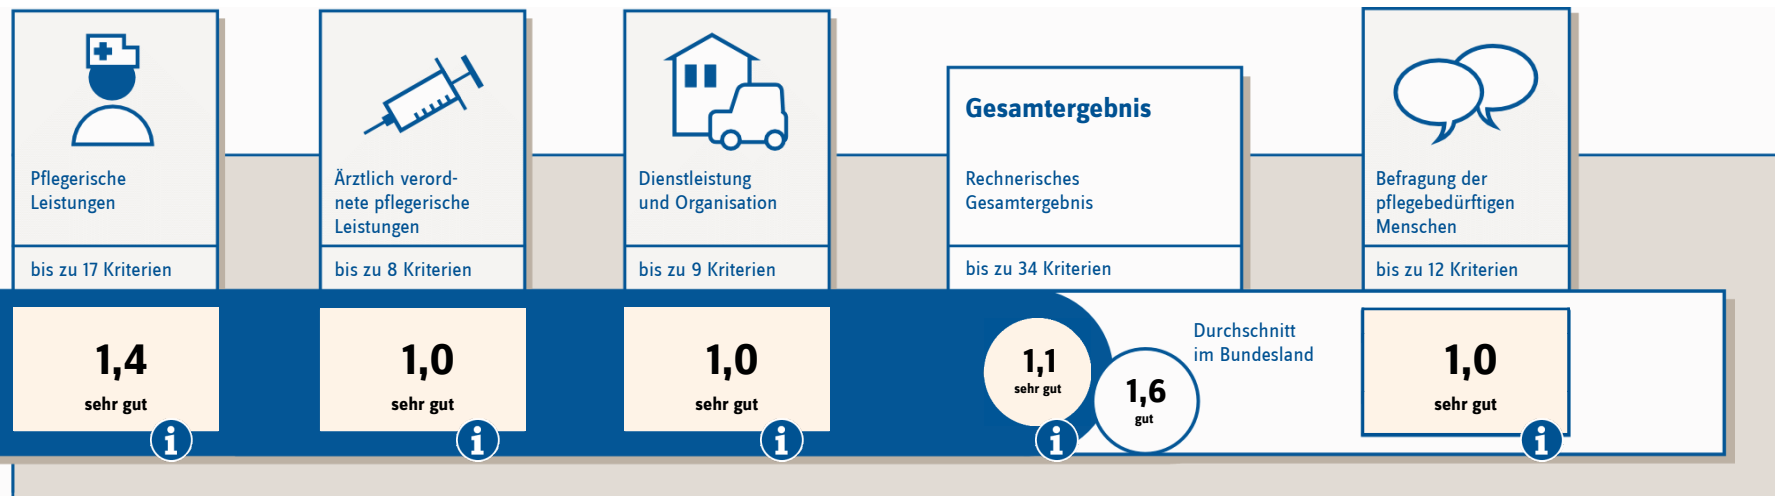 Pflegerische
Leistungen
bis zu 17 Kriterien
1,4
sehr gut
i
Ärztlich verord-
nete pflegerische
Leistungen
bis zu 8 Kriterien
1,0
sehr gut
i
Dienstleistung
und Organisation
bis zu 9 Kriterien
1,0
sehr gut
i
Gesamtergebnis
Rechnerisches
Gesamtergebnis
bis zu 34 Kriterien
1,1
sehr gut
i
1,6
gut
Durchschnitt
im Bundesland
Befragung der
pflegebedürftigen
Menschen
bis zu 12 Kriterien
1,0
sehr gut
i